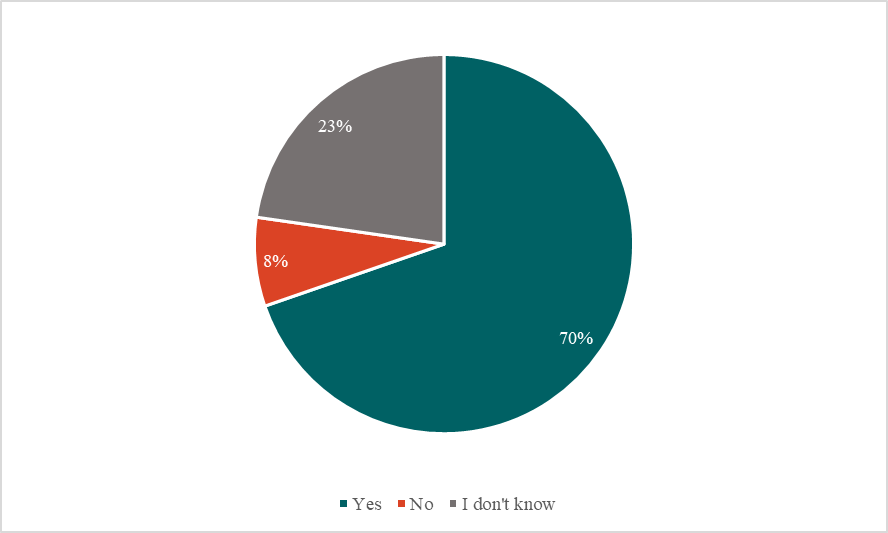 23%
8%
70%
Yes No I don't know